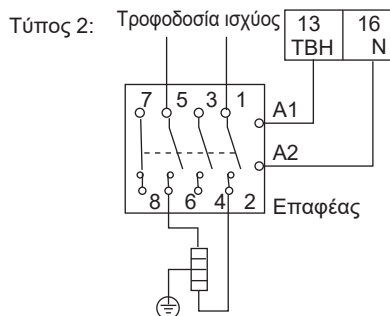 Τύπος 2: Τροφοδοσία ισχύος 13 16
TBH N
7 5 3 1
A1
A2
8 6 4 2 Επαφέας